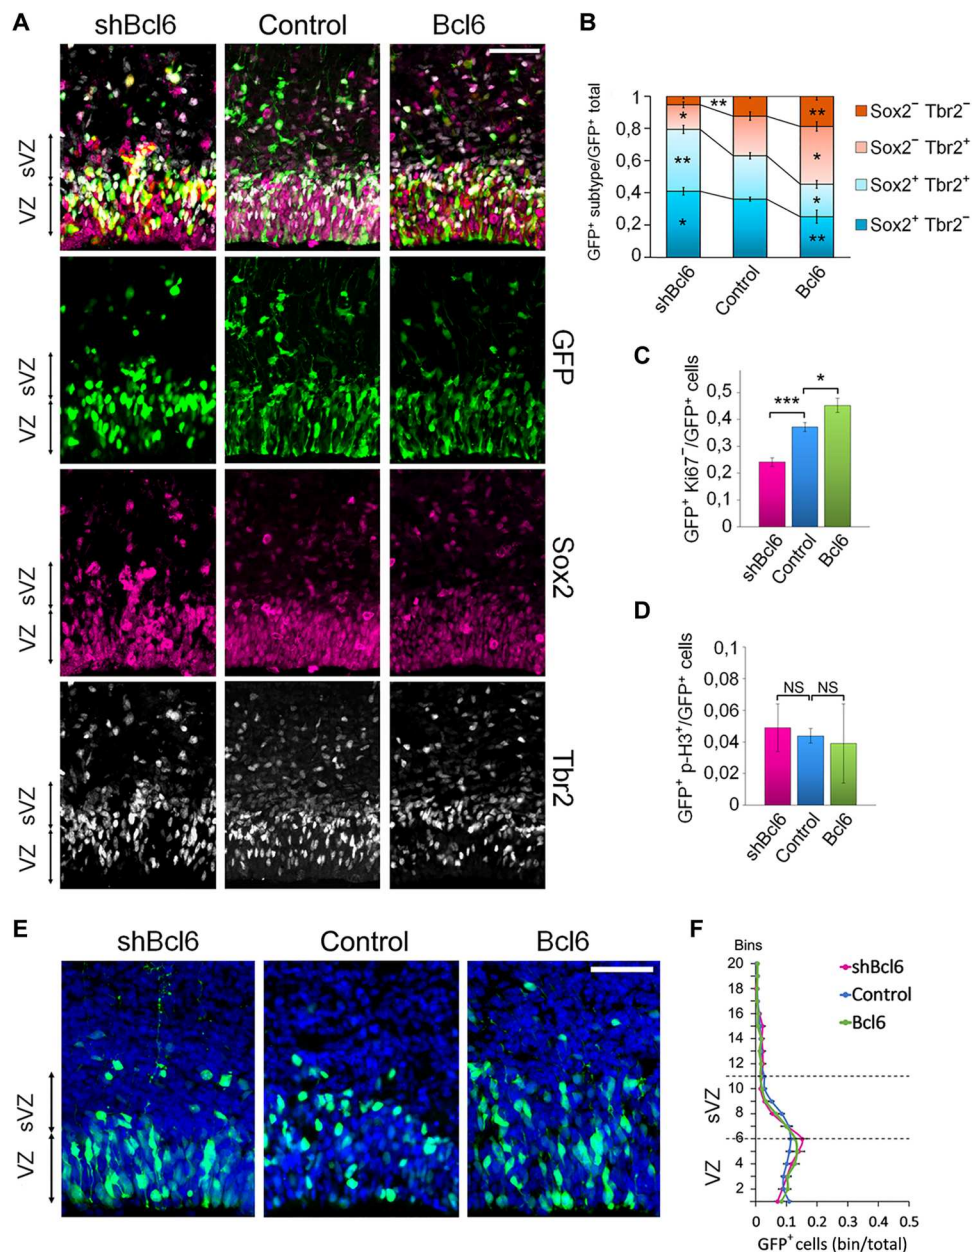 A
shBcl6 Control Bcl6
sVZ
VZ
sVZ
VZ
GFP
sVZ
VZ
Sox2
sVZ
VZ
Tbr2
B
GFP⁺ subtype/GFP⁺ total
1
0,8
0,6
0,4
0,2
0
* ** ** *
** * * **
shBcl6 Control Bcl6
Sox2⁻ Tbr2⁻
Sox2⁻ Tbr2⁺
Sox2⁺ Tbr2⁺
Sox2⁺ Tbr2⁻
C
GFP⁺ Ki67⁻/GFP⁺ cells
0,5
0,4
0,3
0,2
0,1
0
*** *
shBcl6 Control Bcl6
D
GFP⁺ p-H3⁺/GFP⁺ cells
0,1
0,08
0,06
0,04
0,02
0
NS NS
shBcl6 Control Bcl6
E
shBcl6 Control Bcl6
sVZ
VZ
F
Bins
20
18
16
14
12
10
8
6
4
2
sVZ
VZ
shBcl6
Control
Bcl6
0 0.1 0.2 0.3 0.4 0.5
GFP⁺ cells (bin/total)